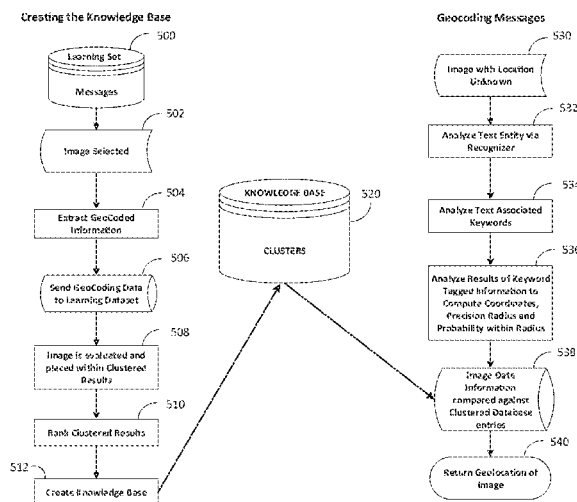 Creating the Knowledge Base
500
Learning Set
Messages
502
Image Selected
504
Extract GeoCoded
Information
506
Send GeoCoding Data
to Learning Dataset
508
Image is evaluated and
placed within Clustered
Results
510
Rank Clustered Results
512
Create Knowledge Base
KNOWLEDGE BASE
520
CLUSTERS
Geocoding Messages
530
Image with Location
Unknown
532
Analyze Text Entity via
Recognizer
534
Analyze Text Associated
Keywords
536
Analyze Results of Keyword
Tagged Information to
Compute Coordinates,
Precision Radius and
Probability within Radius
538
Image Data
Information
compared against
Clustered Database
entries
540
Return Geolocation of
image